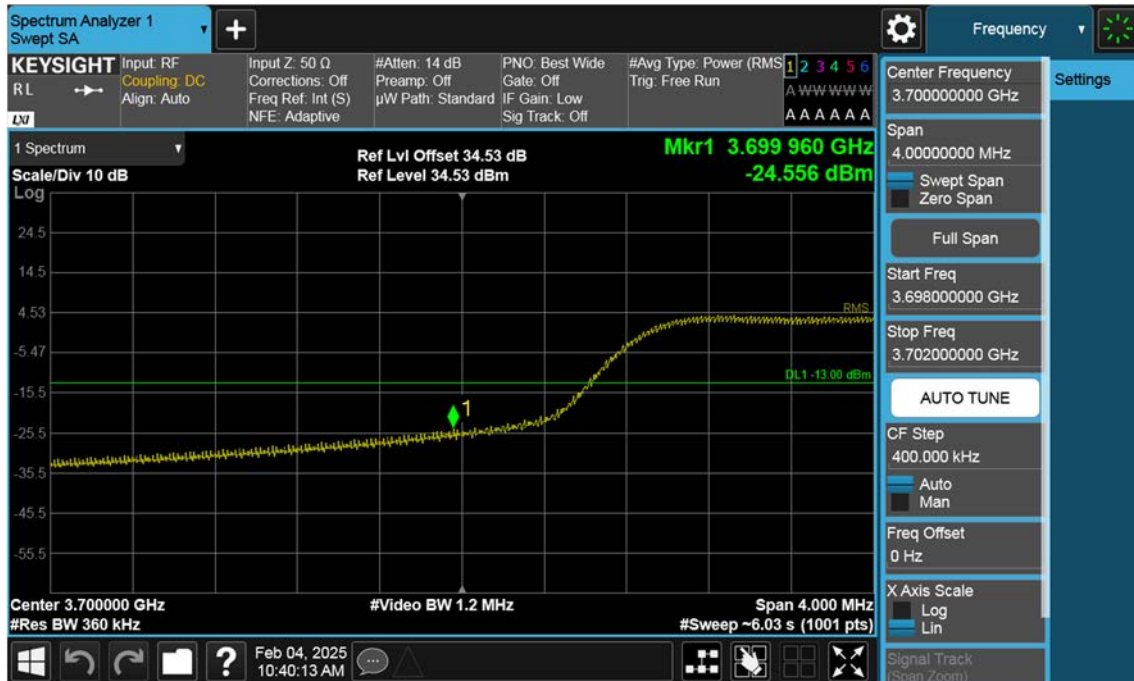 Spectrum Analyzer 1
Swept SA
+
Frequency
KEYSIGHT
RL
LXI
Input: RF
Coupling: DC
Align: Auto
Input Z: 50 Ω
Corrections: Off
Freq Ref: Int (S)
NFE: Adaptive
#Atten: 14 dB
Preamp: Off
µW Path: Standard
PNO: Best Wide
Gate: Off
IF Gain: Low
Sig Track: Off
#Avg Type: Power (RMS
Trig: Free Run
1 2 3 4 5 6
A W W W W W
A A A A A A
1 Spectrum
Scale/Div 10 dB
Ref Lvl Offset 34.53 dB
Ref Level 34.53 dBm
Mkr1 3.699 960 GHz
-24.556 dBm
Log
24.5
14.5
4.53
-5.47
-15.5
-25.5
-35.5
-45.5
-55.5
RMS
DL1 -13.00 dBm
1
Center 3.700000 GHz
#Res BW 360 kHz
#Video BW 1.2 MHz
Span 4.000 MHz
#Sweep ~6.03 s (1001 pts)
Center Frequency
3.700000000 GHz
Span
4.00000000 MHz
Swept Span
Zero Span
Full Span
Start Freq
3.698000000 GHz
Stop Freq
3.702000000 GHz
AUTO TUNE
CF Step
400.000 kHz
Auto
Man
Freq Offset
0 Hz
X Axis Scale
Log
Lin
Signal Track
(Span Zoom)
Settings
?
Feb 04, 2025
10:40:13 AM